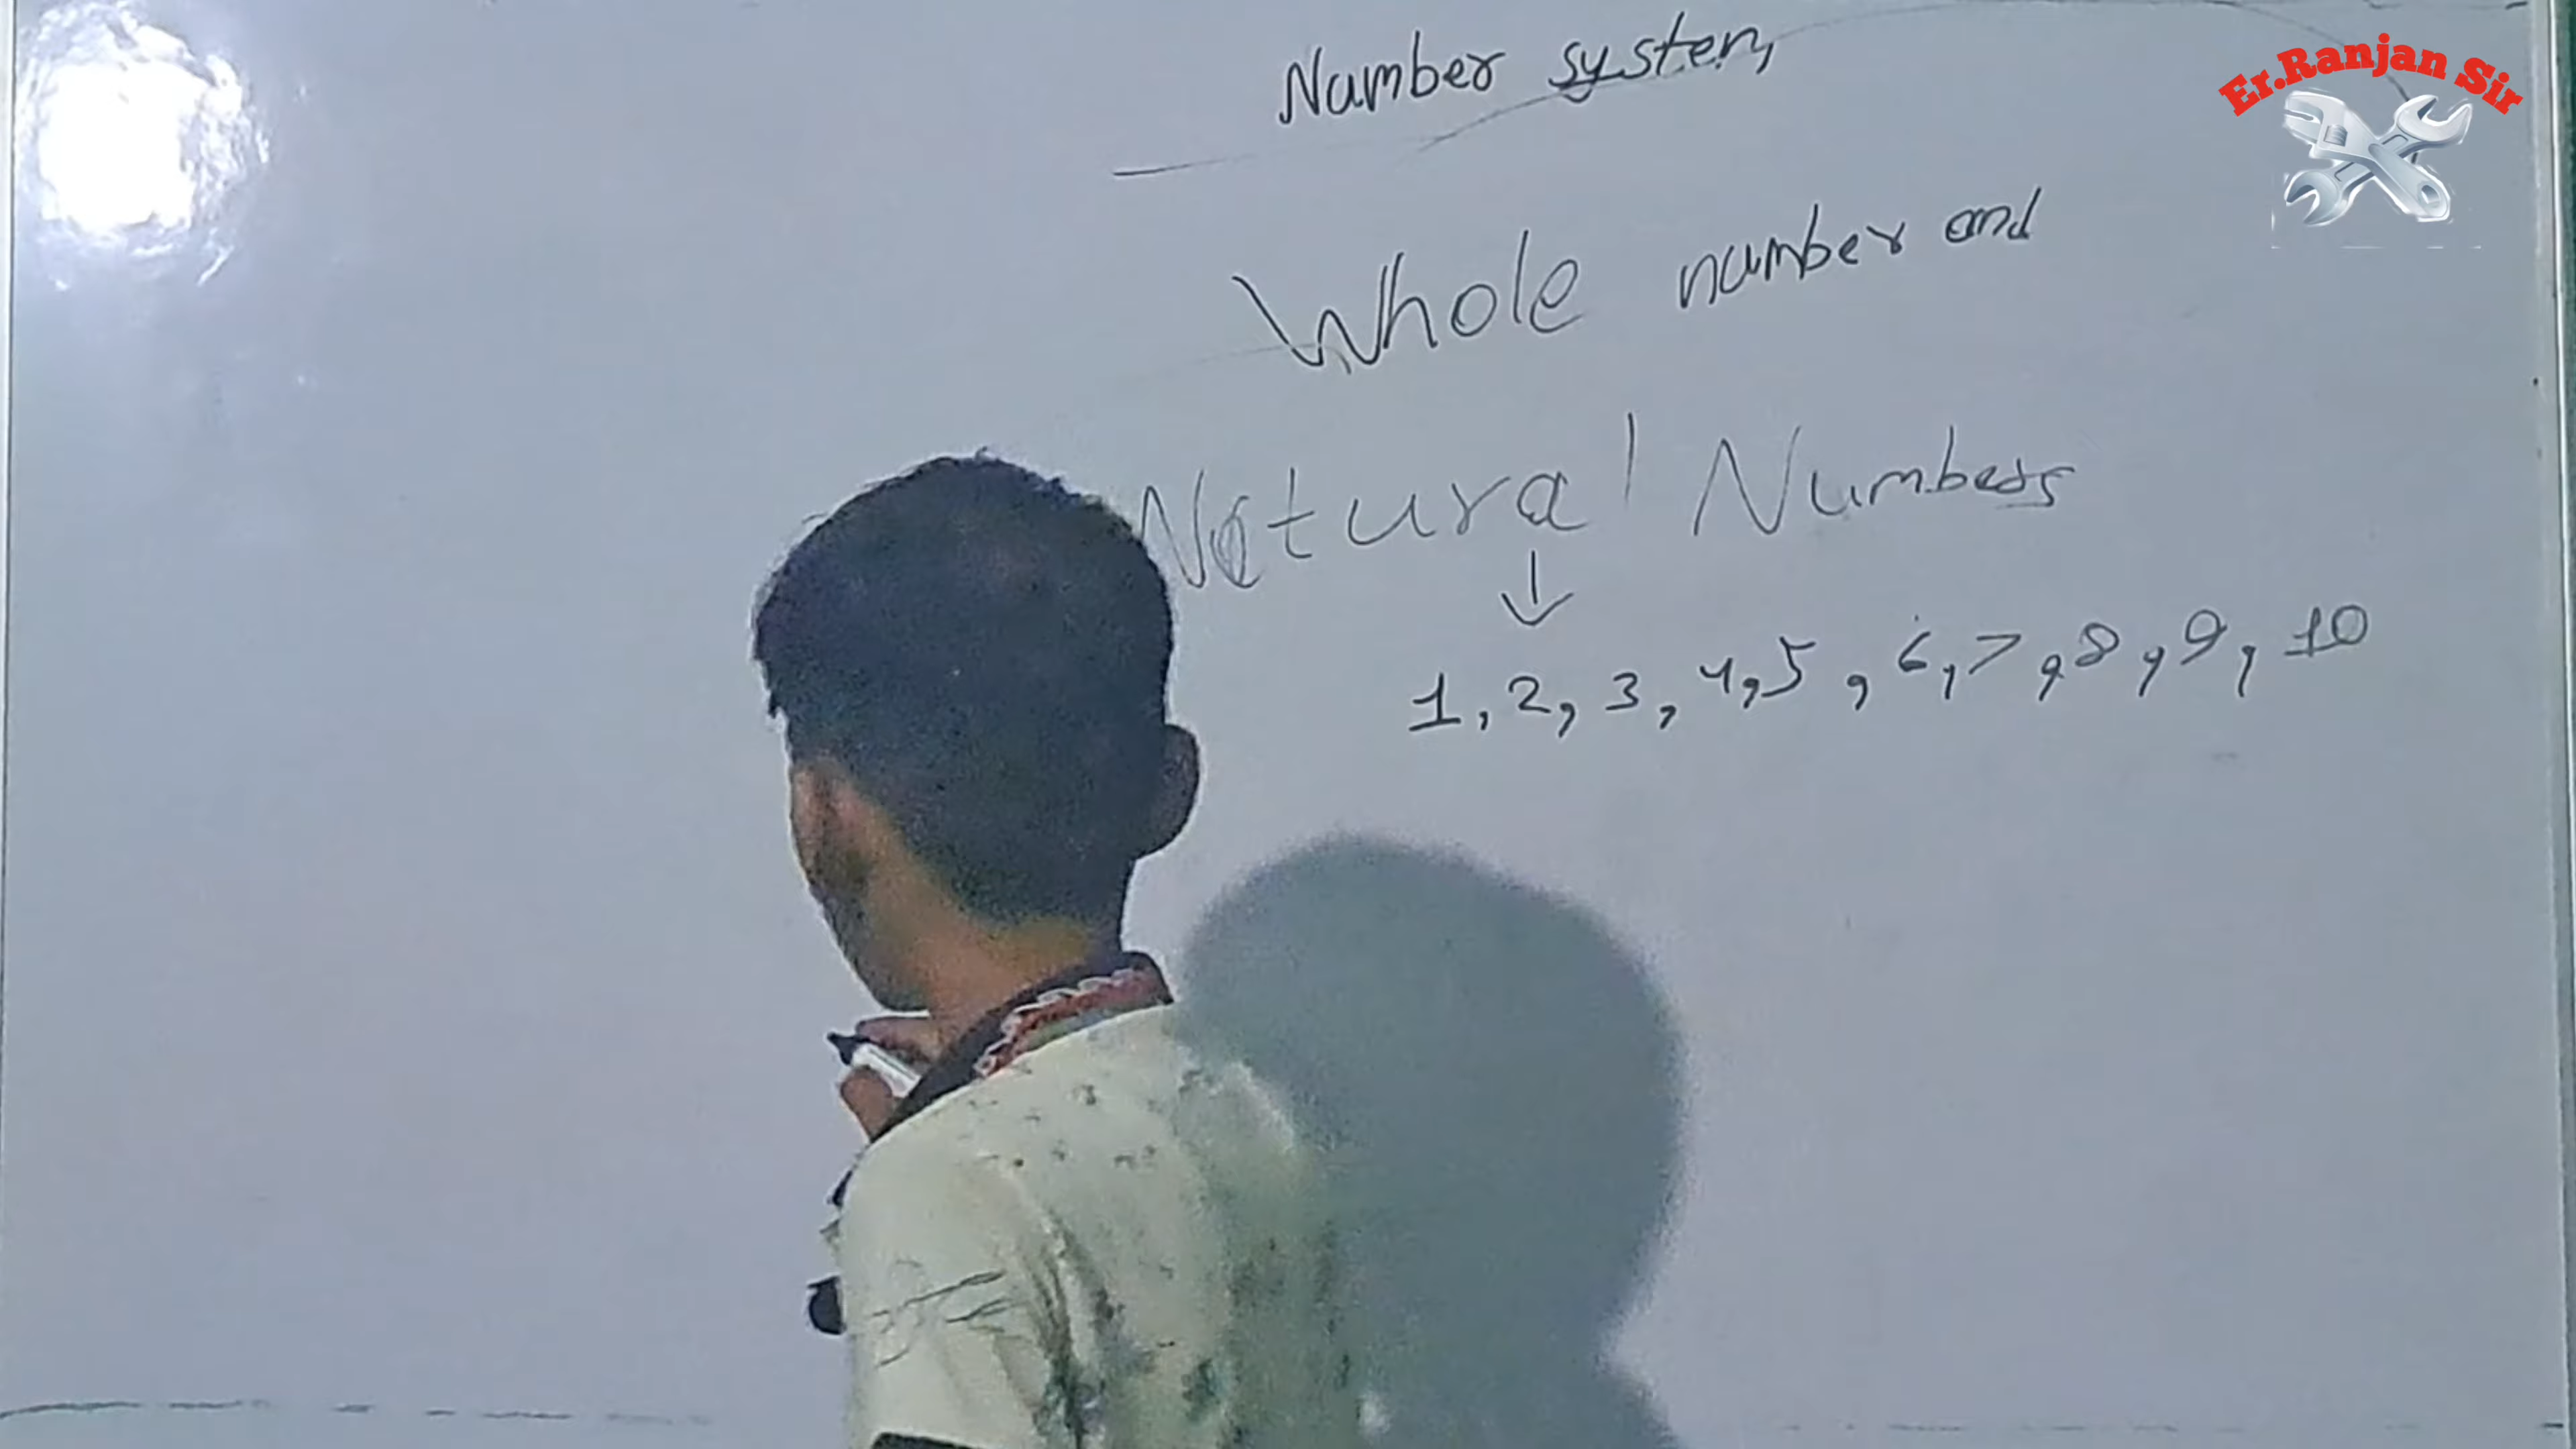 Number system
Er.Ranjan Sir
Whole number and
Natural Numbers
1, 2, 3, 4, 5, 6, 7, 8, 9, 10